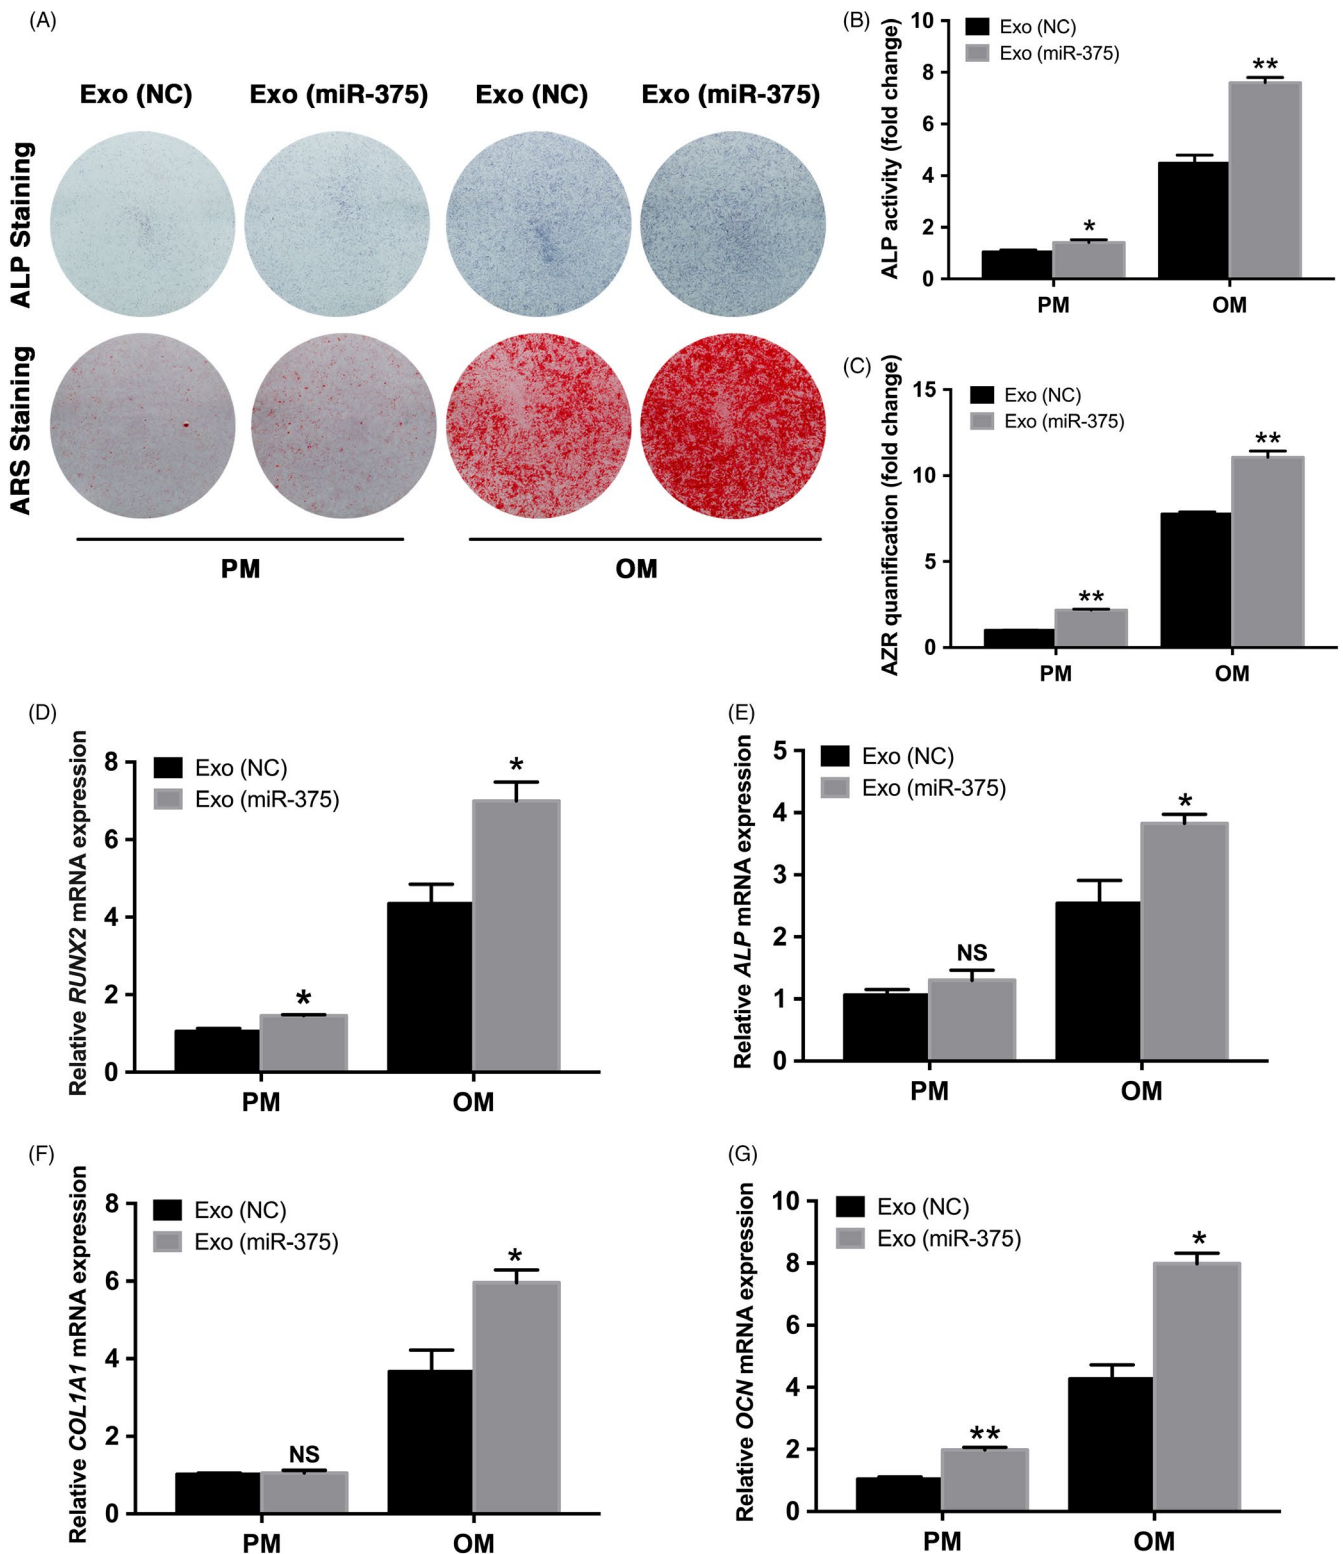 (A)
Exo (NC) Exo (miR-375) Exo (NC) Exo (miR-375)
ALP Staining
ARS Staining
PM OM
(B)
ALP activity (fold change)
10
8
6
4
2
0
Exo (NC)
Exo (miR-375)
*
**
PM OM
(C)
AZR quanification (fold change)
15
10
5
0
Exo (NC)
Exo (miR-375)
**
**
PM OM
(D)
Relative RUNX2 mRNA expression
8
6
4
2
0
Exo (NC)
Exo (miR-375)
*
*
PM OM
(E)
Relative ALP mRNA expression
5
4
3
2
1
0
Exo (NC)
Exo (miR-375)
NS
*
PM OM
(F)
Relative COL1A1 mRNA expression
8
6
4
2
0
Exo (NC)
Exo (miR-375)
NS
*
PM OM
(G)
Relative OCN mRNA expression
10
8
6
4
2
0
Exo (NC)
Exo (miR-375)
**
*
PM OM